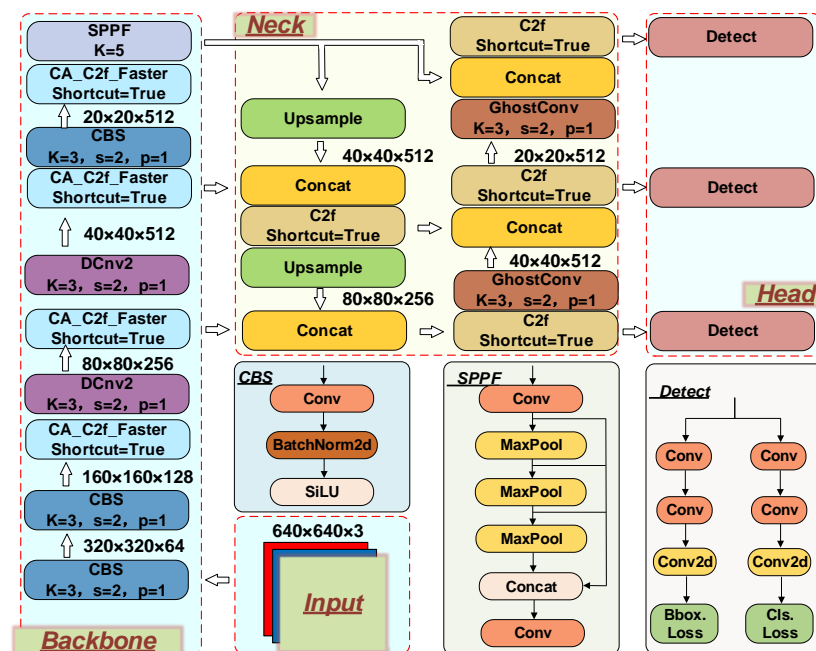 SPPF
K=5
CA_C2f_Faster
Shortcut=True
20×20×512
CBS
K=3, s=2, p=1
CA_C2f_Faster
Shortcut=True
40×40×512
DCnv2
K=3, s=2, p=1
CA_C2f_Faster
Shortcut=True
80×80×256
DCnv2
K=3, s=2, p=1
CA_C2f_Faster
Shortcut=True
160×160×128
CBS
K=3, s=2, p=1
320×320×64
CBS
K=3, s=2, p=1
Backbone
Neck
Upsample
40×40×512
Concat
C2f
Shortcut=True
Upsample
80×80×256
Concat
C2f
Shortcut=True
Concat
GhostConv
K=3, s=2, p=1
20×20×512
C2f
Shortcut=True
Concat
40×40×512
GhostConv
K=3, s=2, p=1
C2f
Shortcut=True
Detect
Detect
Head
Detect
CBS
Conv
BatchNorm2d
SiLU
640×640×3
Input
SPPF
Conv
MaxPool
MaxPool
MaxPool
Concat
Conv
Detect
Conv
Conv
Conv
Conv
Conv2d
Conv2d
Bbox.
Loss
Cls.
Loss